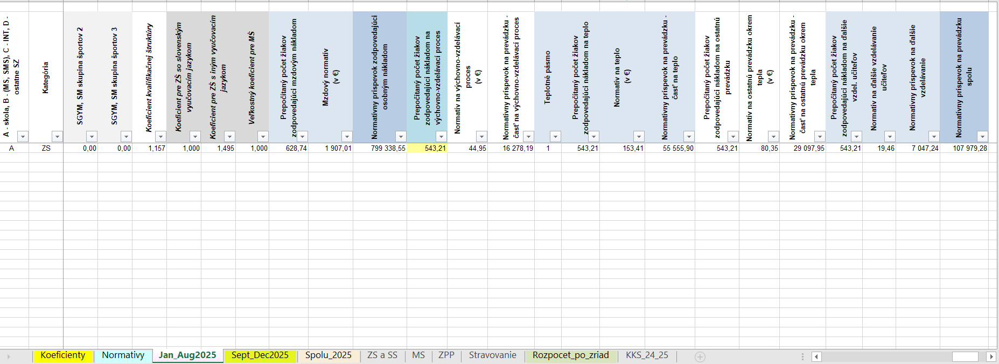 A - skola, B - (MS, SMS), C - INT, D -
ostatne SZ
Kategória
SGYM, SM skupina športov 2
SGYM, SM skupina športov 3
Koeficient kvalifikačnej štruktúry
Koeficient pre ZŠ so slovenským
vyučovacím jazykom
Koeficient pre ZŠ s iným vyučovacím
jazykom
Veľkostný koeficient pre MŠ
Prepočítaný počet žiakov
zodpovedajúci mzdovým nákladom
Mzdový normatív
(v €)
Normatívny príspevok zodpovedajúci
osobným nákladom
Prepočítaný počet žiakov
zodpovedajúci nákladom na
výchovno-vzdelávací proces
Normatív na výchovno-vzdelávací
proces
(v €)
Normatívny príspevok na prevádzku -
časť na výchovno-vzdelávací proces
Teplotné pásmo
Prepočítaný počet žiakov
zodpovedajúci nákladom na teplo
Normatív na teplo
(v €)
Normatívny príspevok na prevádzku -
časť na teplo
Prepočítaný počet žiakov
zodpovedajúci nákladom na ostatnú
prevádzku
Normatív na ostatnú prevádzku okrem
tepla
(v €)
Normatívny príspevok na prevádzku -
časť na ostatnú prevádzku okrem
tepla
Prepočítaný počet žiakov
zodpovedajúci nákladom na ďalšie
vzdel. učiteľov
Normatív na ďalšie vzdelávanie
učiteľov
Normatívny príspevok na ďalšie
vzdelávanie
Normatívny príspevok na prevádzku
spolu
A ZS 0,00 0,00 1,157 1,000 1,495 1,000 628,74 1 907,01 799 338,55 543,21 44,95 16 278,19 1 543,21 153,41 55 555,90 543,21 80,35 29 097,95 543,21 19,46 7 047,24 107 979,28
Koeficienty Normativy Jan_Aug2025 Sept_Dec2025 Spolu_2025 ZS a SS MS ZPP Stravovanie Rozpocet_po_zriad KKS_24_25